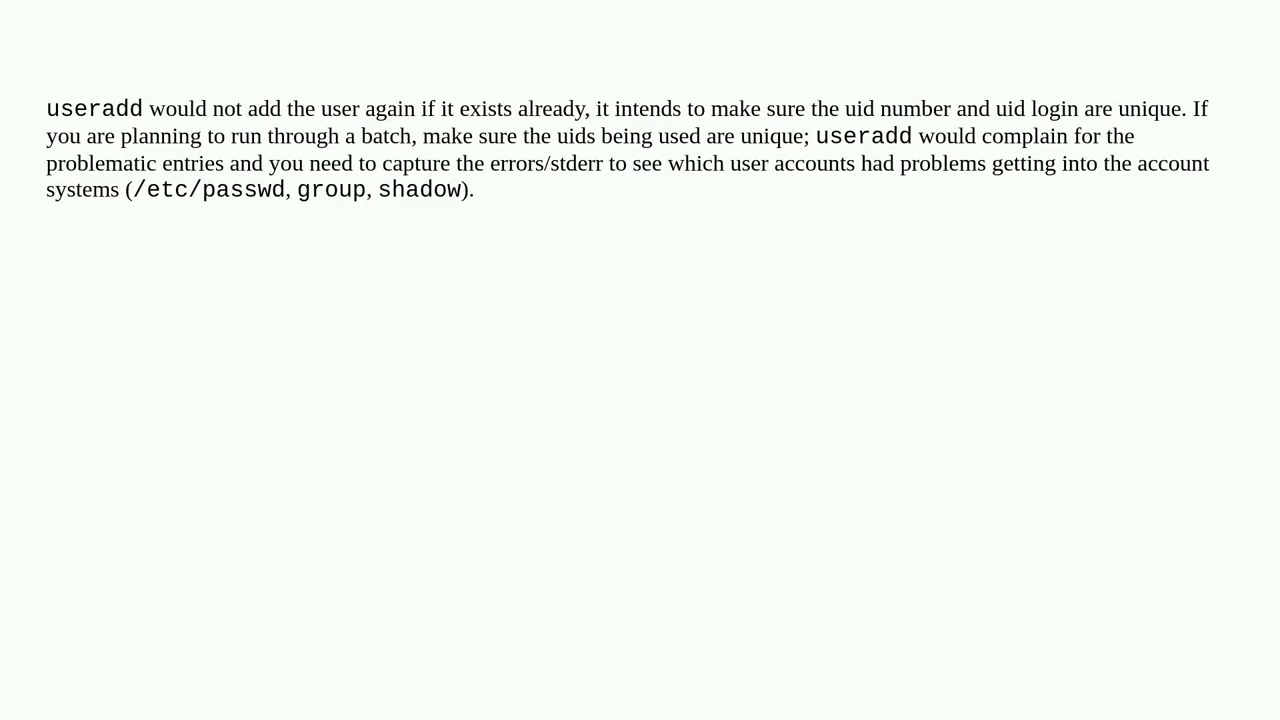 useradd would not add the user again if it exists already, it intends to make sure the uid number and uid login are unique. If
you are planning to run through a batch, make sure the uids being used are unique; useradd would complain for the
problematic entries and you need to capture the errors/stderr to see which user accounts had problems getting into the account
systems (/etc/passwd, group, shadow).